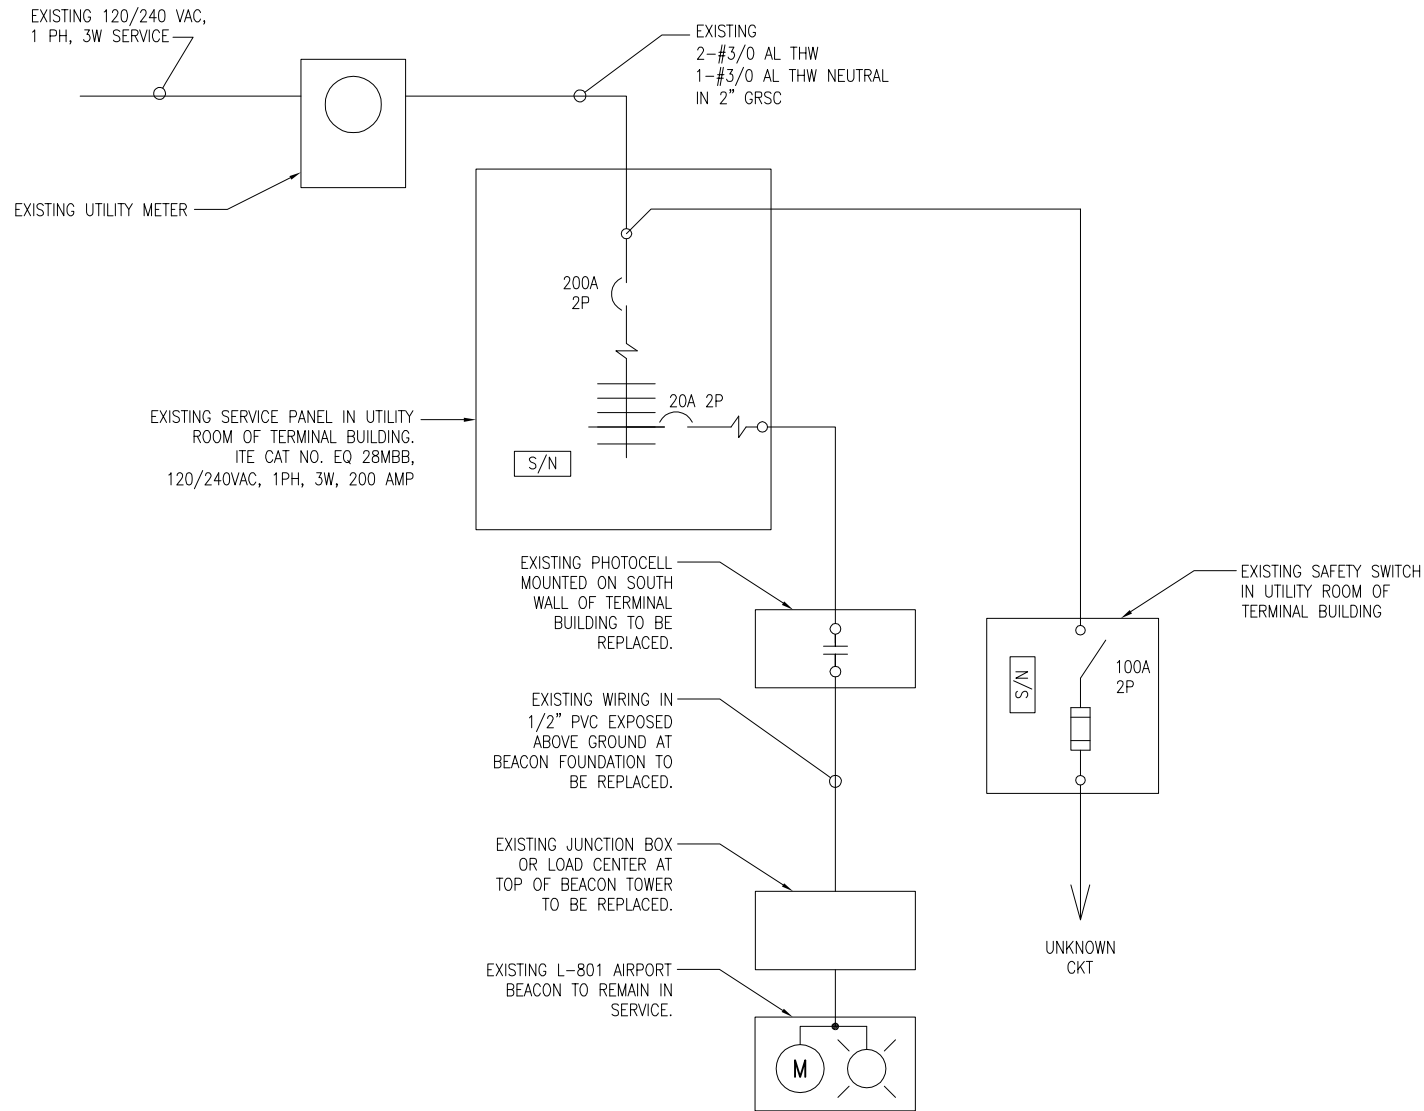 EXISTING 120/240 VAC,
1 PH, 3W SERVICE
EXISTING
2-#3/0 AL THW
1-#3/0 AL THW NEUTRAL
IN 2" GRSC
EXISTING UTILITY METER
200A
2P
20A 2P
EXISTING SERVICE PANEL IN UTILITY
ROOM OF TERMINAL BUILDING.
ITE CAT NO. EQ 28MBB,
120/240VAC, 1PH, 3W, 200 AMP
S/N
EXISTING PHOTOCELL
MOUNTED ON SOUTH
WALL OF TERMINAL
BUILDING TO BE
REPLACED.
EXISTING SAFETY SWITCH
IN UTILITY ROOM OF
TERMINAL BUILDING
S/N
100A
2P
EXISTING WIRING IN
1/2" PVC EXPOSED
ABOVE GROUND AT
BEACON FOUNDATION TO
BE REPLACED.
EXISTING JUNCTION BOX
OR LOAD CENTER AT
TOP OF BEACON TOWER
TO BE REPLACED.
UNKNOWN
CKT
EXISTING L-801 AIRPORT
BEACON TO REMAIN IN
SERVICE.
M